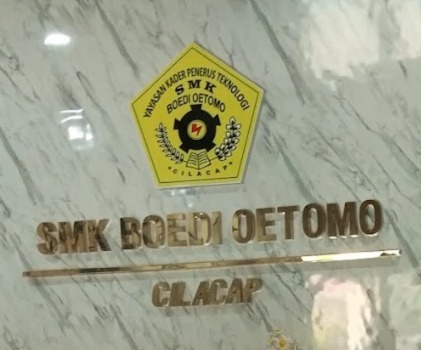 YAYASAN KADER PENERUS TEKNOLOGI
SMK
BOEDI OETOMO
*CILACAP*
SMK BOEDI OETOMO
CILACAP